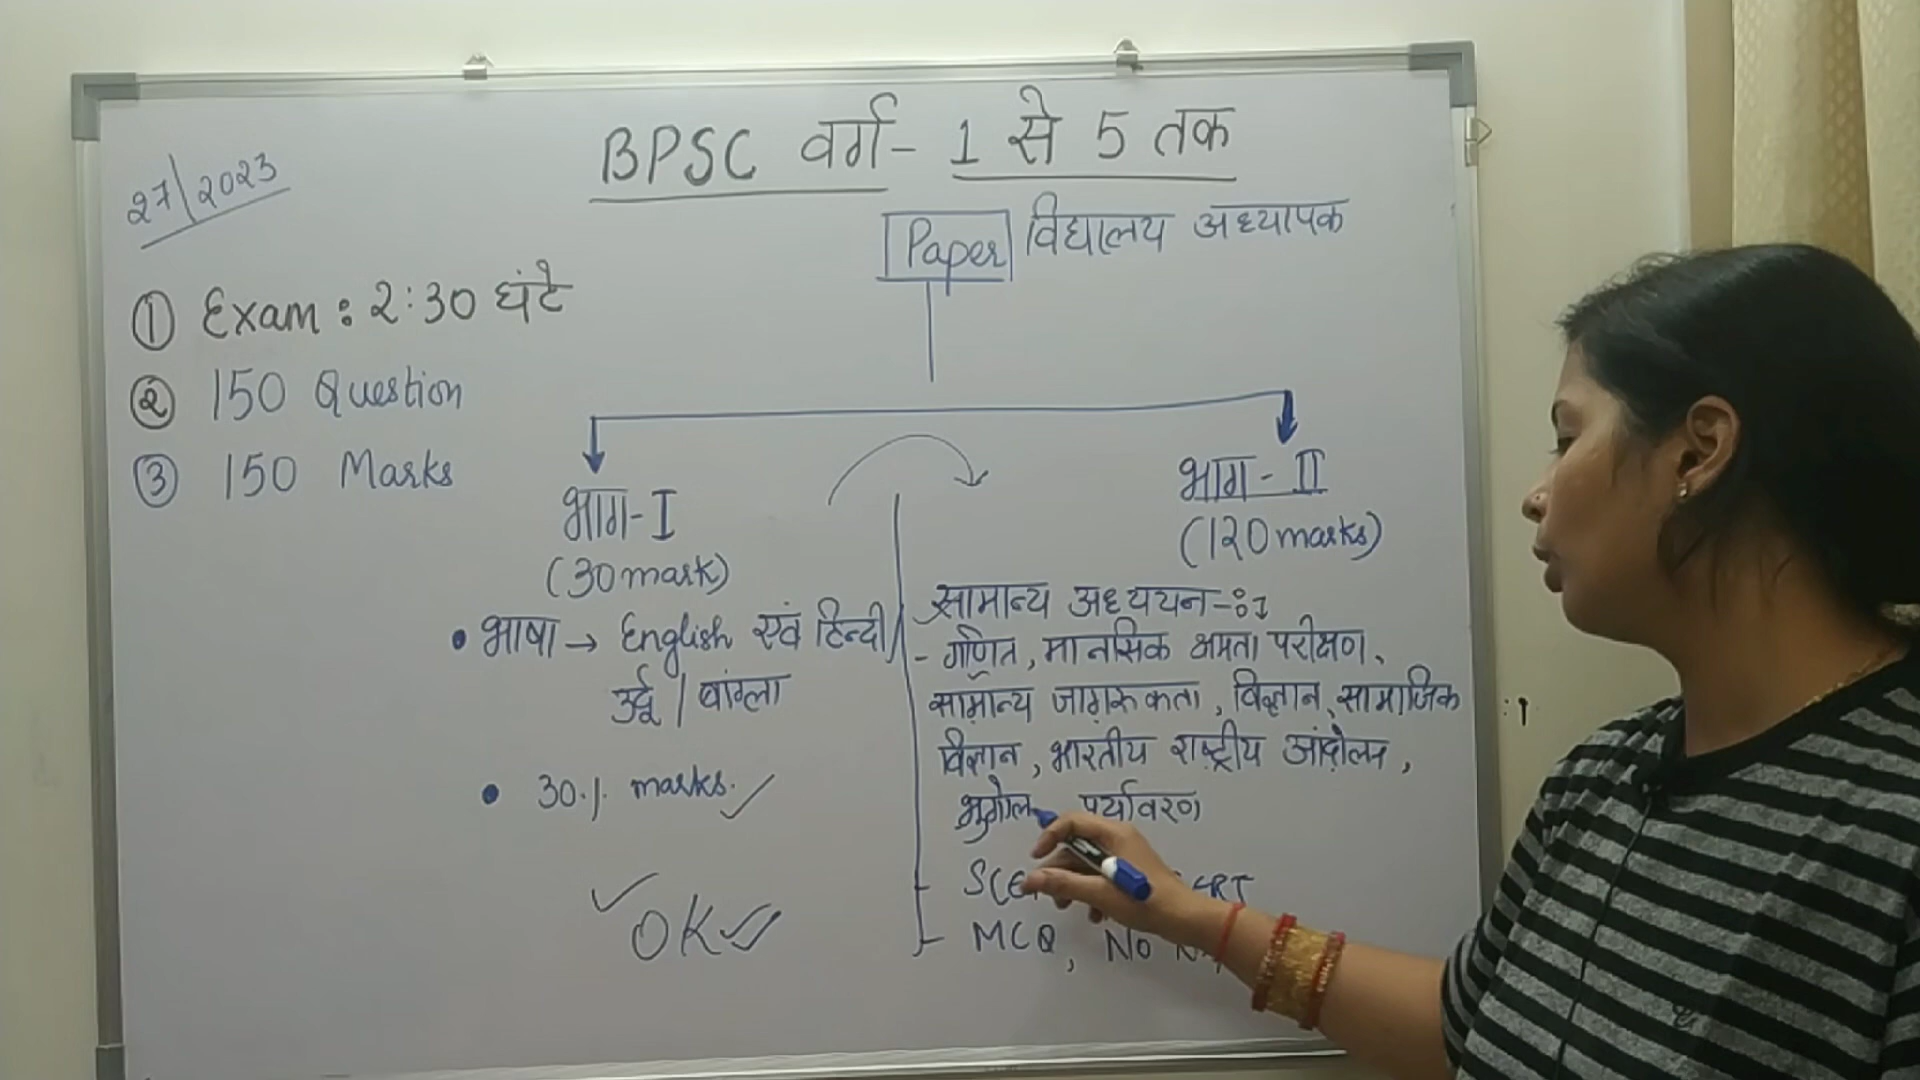 BPSC वर्ग- 1 से 5 तक
27/2023
Paper विद्यालय अध्यापक
① Exam : 2:30 घंटे
② 150 Question
③ 150 Marks
भाग-I
(30 mark)
• भाषा → English एवं हिन्दी/
उर्दू / बांग्ला
• 30% marks. ✓
✓ OK ✓
भाग - II
(120 marks)
सामान्य अध्ययन-:
- गणित, मानसिक क्षमता परीक्षण,
सामान्य जागरूकता, विज्ञान, सामाजिक
विज्ञान, भारतीय राष्ट्रीय आंदोलन,
भुगोल पर्यावरण
MCQ, No